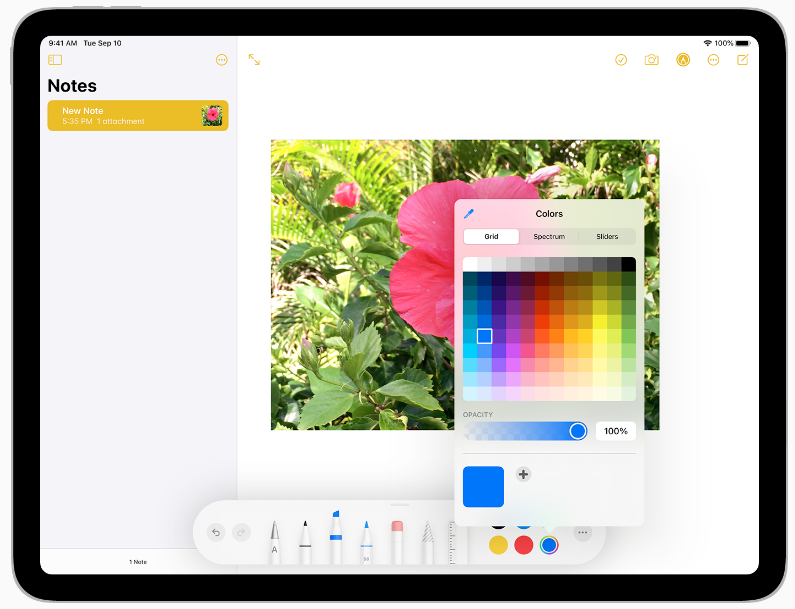 9:41 AM Tue Sep 10
100%
Notes
New Note
5:35 PM 1 attachment
Colors
Grid Spectrum Sliders
OPACITY
100%
A
1 Note